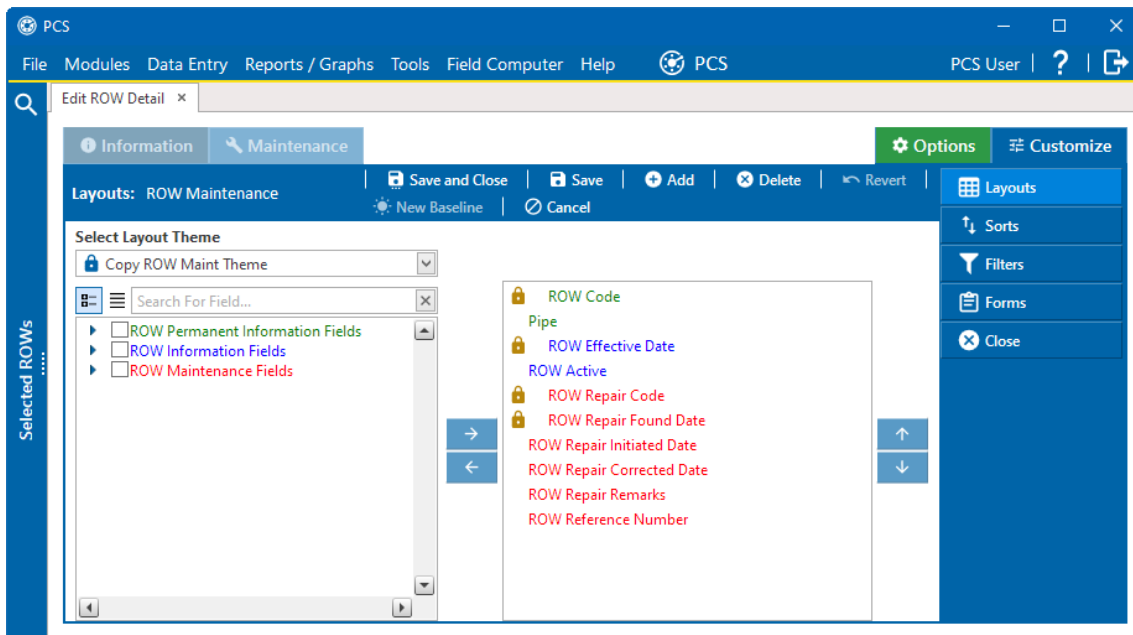 PCS
File Modules Data Entry Reports / Graphs Tools Field Computer Help PCS PCS User | ? |
Edit ROW Detail ×
Information Maintenance Options Customize
Layouts: ROW Maintenance | Save and Close | Save | Add | Delete | Revert |
New Baseline | Cancel
Layouts
Sorts
Filters
Forms
Close
Select Layout Theme
Copy ROW Maint Theme
Search For Field...
ROW Permanent Information Fields
ROW Information Fields
ROW Maintenance Fields
ROW Code
Pipe
ROW Effective Date
ROW Active
ROW Repair Code
ROW Repair Found Date
ROW Repair Initiated Date
ROW Repair Corrected Date
ROW Repair Remarks
ROW Reference Number
Selected ROWs